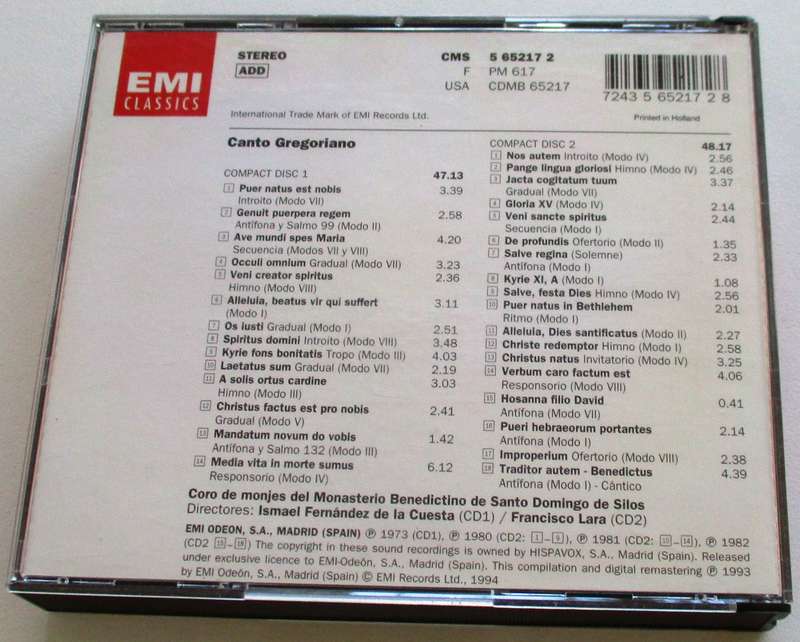 EMI
CLASSICS
STEREO
ADD
CMS 5 65217 2
F PM 617
USA CDMB 65217
7243 5 65217 2 8
International Trade Mark of EMI Records Ltd.
Printed in Holland
Canto Gregoriano
COMPACT DISC 1 47.13
1 Puer natus est nobis 3.39
Introito (Modo VII)
2 Genuit puerpera regem 2.58
Antífona y Salmo 99 (Modo II)
3 Ave mundi spes Maria 4.20
Secuencia (Modos VII y VIII)
4 Occuli omnium Gradual (Modo VII) 3.23
5 Veni creator spiritus 2.36
Himno (Modo VIII)
6 Alleluia, beatus vir qui suffert 3.11
(Modo I)
7 Os iusti Gradual (Modo I) 2.51
8 Spiritus domini Introito (Modo VIII) 3.48
9 Kyrie fons bonitatis Tropo (Modo III) 4.03
10 Laetatus sum Gradual (Modo VII) 2.19
11 A solis ortus cardine 3.03
Himno (Modo III)
12 Christus factus est pro nobis 2.41
Gradual (Modo V)
13 Mandatum novum do vobis 1.42
Antífona y Salmo 132 (Modo III)
14 Media vita in morte sumus 6.12
Responsorio (Modo IV)
COMPACT DISC 2 48.17
1 Nos autem Introito (Modo IV) 2.56
2 Pange lingua gloriosi Himno (Modo IV) 2.46
3 Jacta cogitatum tuum 3.37
Gradual (Modo VII)
4 Gloria XV (Modo IV) 2.14
5 Veni sancte spiritus 2.44
Secuencia (Modo I)
6 De profundis Ofertorio (Modo II) 1.35
7 Salve regina (Solemne) 2.33
Antífona (Modo I)
8 Kyrie XI, A (Modo I) 1.08
9 Salve, festa Dies Himno (Modo IV) 2.56
10 Puer natus in Bethlehem 2.01
Ritmo (Modo I)
11 Alleluia, Dies santificatus (Modo II) 2.27
12 Christe redemptor Himno (Modo I) 2.58
13 Christus natus Invitatorio (Modo IV) 3.25
14 Verbum caro factum est 4.06
Responsorio (Modo VIII)
15 Hosanna filio David 0.41
Antífona (Modo VII)
16 Pueri hebraeorum portantes 2.14
Antífona (Modo I)
17 Improperium Ofertorio (Modo VIII) 2.38
18 Traditor autem - Benedictus 4.39
Antífona (Modo I) - Cántico
Coro de monjes del Monasterio Benedictino de Santo Domingo de Silos
Directores: Ismael Fernández de la Cuesta (CD1) / Francisco Lara (CD2)
EMI ODEON, S.A., MADRID (SPAIN) ℗ 1973 (CD1), ℗ 1980 (CD2: 1–9), ℗ 1981 (CD2: 10–14), ℗ 1982
(CD2 15–18) The copyright in these sound recordings is owned by HISPAVOX, S.A., Madrid (Spain). Released
under exclusive licence to EMI-Odeón, S.A., Madrid (Spain). This compilation and digital remastering ℗ 1993
by EMI Odeón, S.A., Madrid (Spain) © EMI Records Ltd., 1994